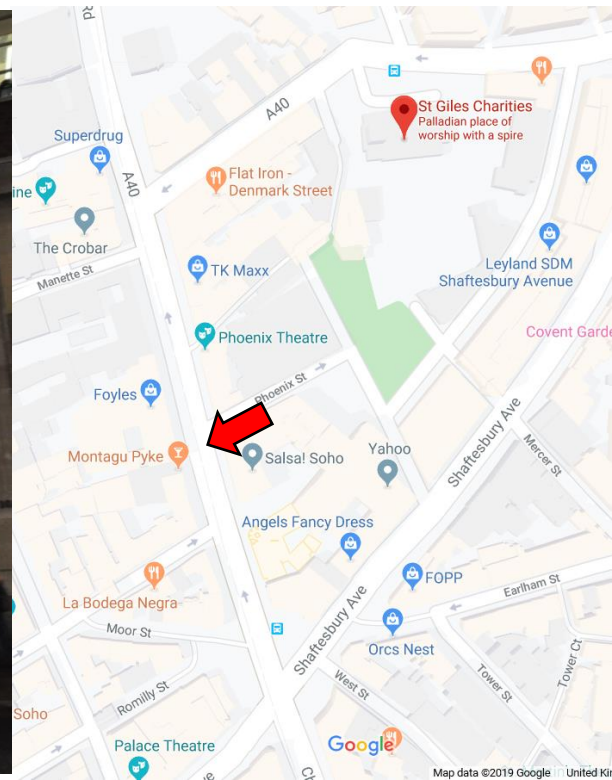 Rd
A40
St Giles Charities
Palladian place of
worship with a spire
Superdrug
A40
Flat Iron -
Denmark Street
ine
The Crobar
Manette St
TK Maxx
Leyland SDM
Shaftesbury Avenue
Phoenix Theatre
Covent Garde
Phoenix St
Foyles
Shaftesbury Ave
Montagu Pyke
Salsa! Soho
Yahoo
Mercer St
Angels Fancy Dress
FOPP
Earlham St
La Bodega Negra
Moor St
Shaftesbury Ave
Orcs Nest
Tower Ct
West St
Tower St
Romilly St
Soho
Palace Theatre
Google
Ch
Map data ©2019 Google
United Ki